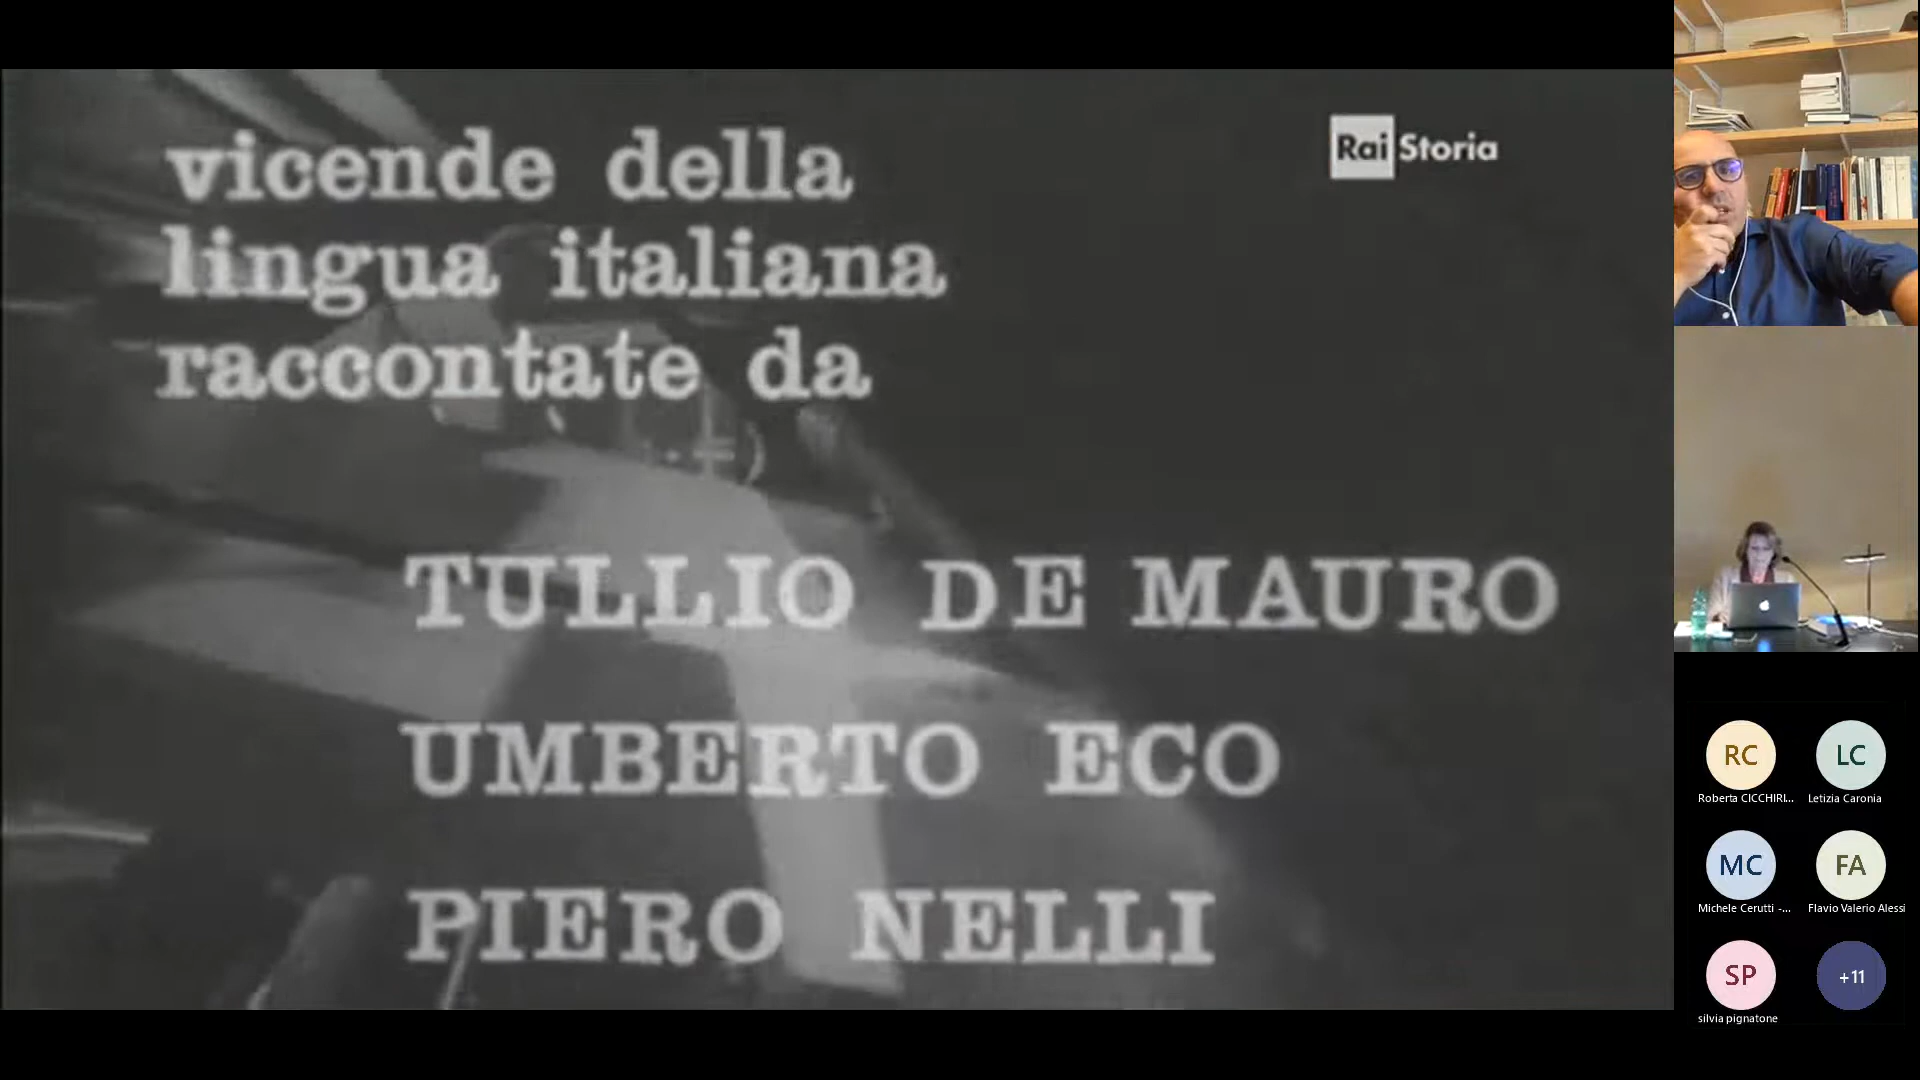 vicende della
lingua italiana
raccontate da
Rai Storia
TULLIO DE MAURO
UMBERTO ECO
PIERO NELLI
RC
LC
Roberta CICCHIRI...
Letizia Caronia
MC
FA
Michele Cerutti -...
Flavio Valerio Alessi
SP
+11
silvia pignatone